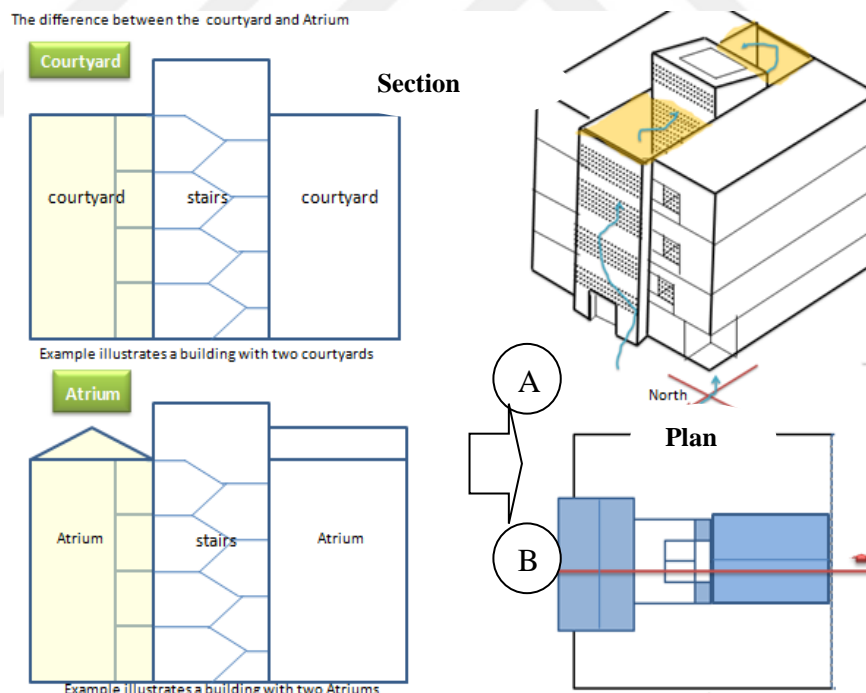 The difference between the courtyard and Atrium
Courtyard
Section
courtyard
stairs
courtyard
Example illustrates a building with two courtyards
North
A
Atrium
Plan
Atrium
stairs
Atrium
B
Example illustrates a building with two Atriums